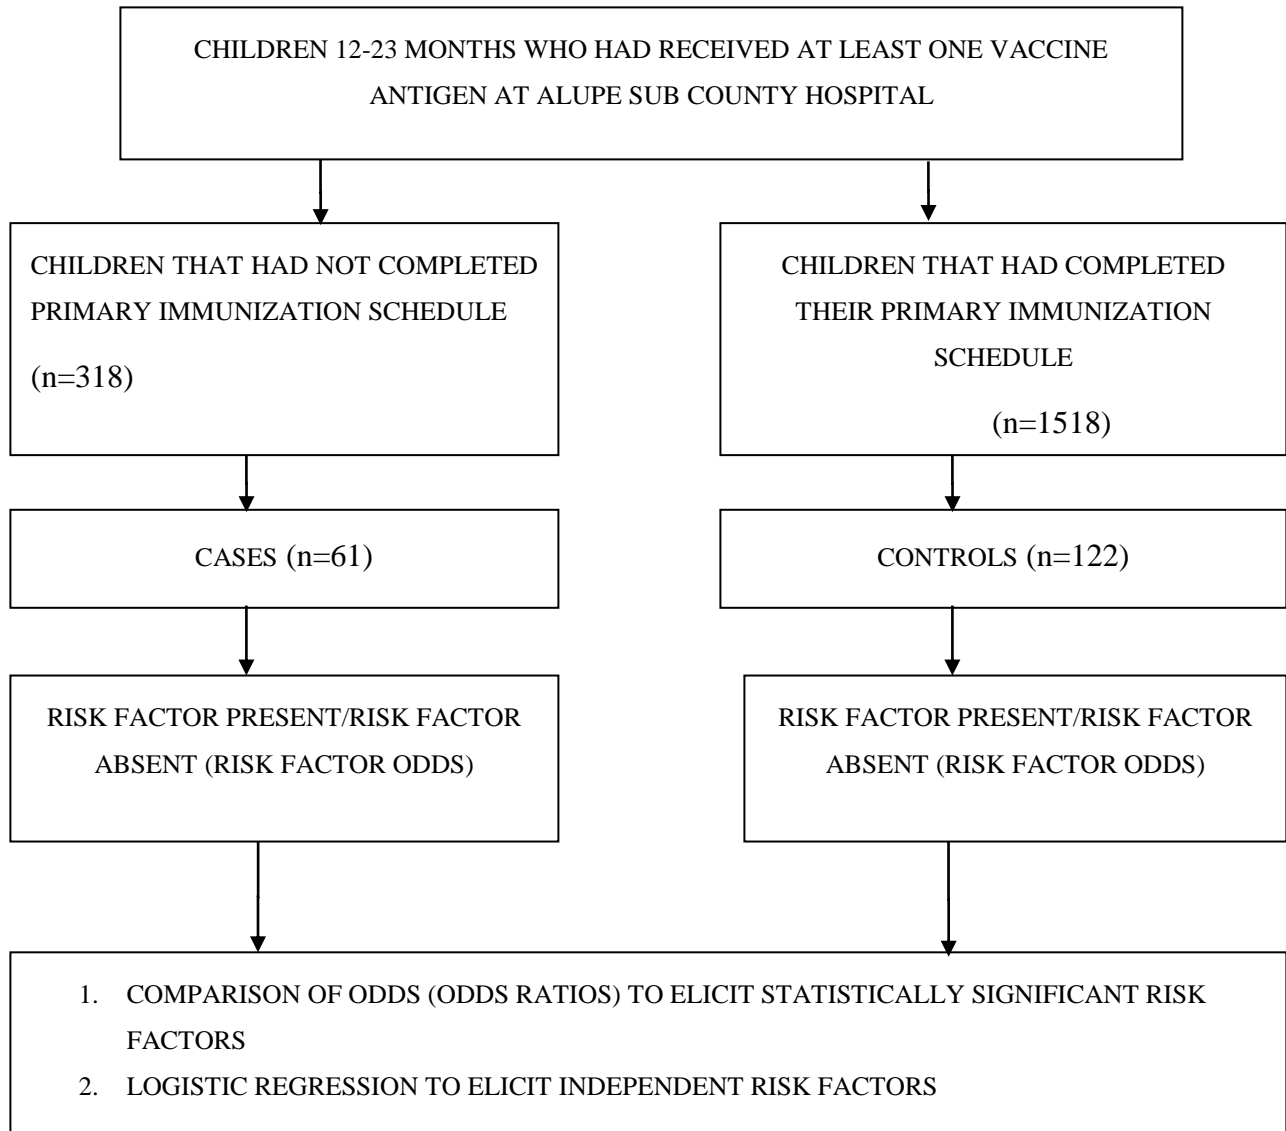 CHILDREN 12-23 MONTHS WHO HAD RECEIVED AT LEAST ONE VACCINE
ANTIGEN AT ALUPE SUB COUNTY HOSPITAL
CHILDREN THAT HAD NOT COMPLETED
PRIMARY IMMUNIZATION SCHEDULE
(n=318)
CHILDREN THAT HAD COMPLETED
THEIR PRIMARY IMMUNIZATION
SCHEDULE
(n=1518)
CASES (n=61)
CONTROLS (n=122)
RISK FACTOR PRESENT/RISK FACTOR
ABSENT (RISK FACTOR ODDS)
RISK FACTOR PRESENT/RISK FACTOR
ABSENT (RISK FACTOR ODDS)
1. COMPARISON OF ODDS (ODDS RATIOS) TO ELICIT STATISTICALLY SIGNIFICANT RISK
FACTORS
2. LOGISTIC REGRESSION TO ELICIT INDEPENDENT RISK FACTORS